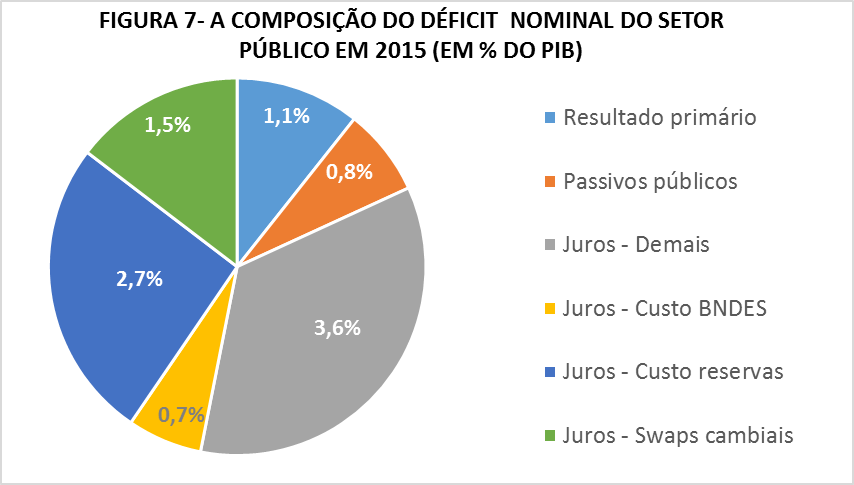 FIGURA 7- A COMPOSIÇÃO DO DÉFICIT NOMINAL DO SETOR
PÚBLICO EM 2015 (EM % DO PIB)
1,1%
0,8%
3,6%
0,7%
2,7%
1,5%
Resultado primário
Passivos públicos
Juros - Demais
Juros - Custo BNDES
Juros - Custo reservas
Juros - Swaps cambiais